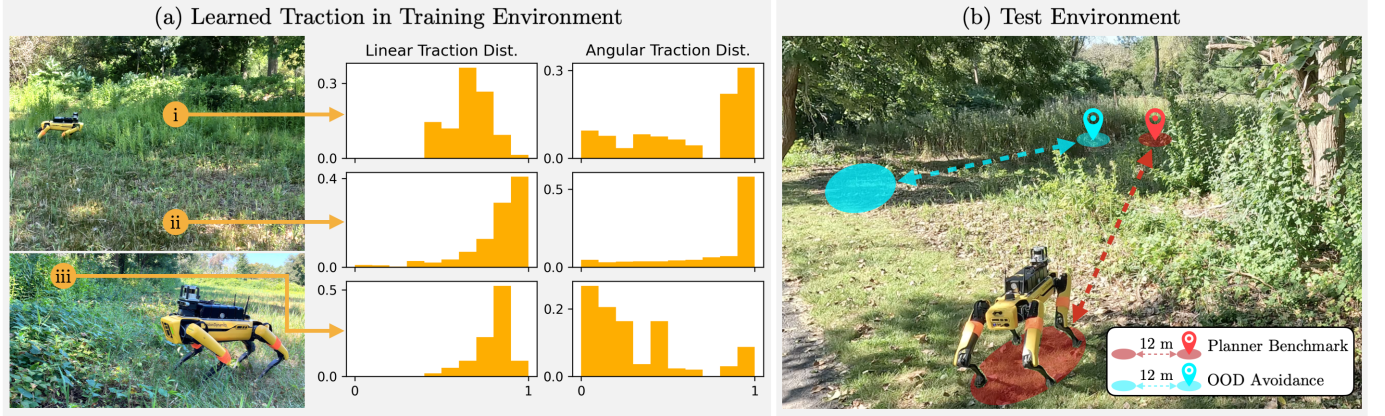 (a) Learned Traction in Training Environment
Linear Traction Dist.
Angular Traction Dist.
i
0.3
0.0
0.3
0.0
ii
0.4
0.0
0.5
0.0
iii
0.5
0.0
0.2
0.0
0
1
0
1
(b) Test Environment
12 m
Planner Benchmark
12 m
OOD Avoidance